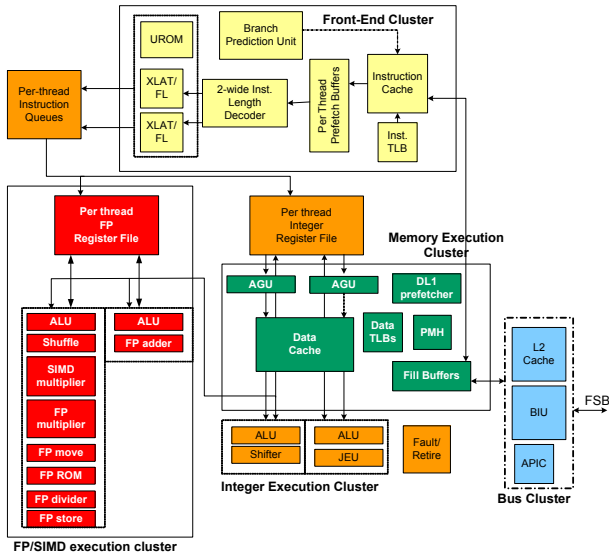 Front-End Cluster
UROM
Branch
Prediction Unit
Per-thread
Instruction
Queues
XLAT/
FL
XLAT/
FL
2-wide Inst.
Length
Decoder
Per Thread
Prefetch Buffers
Instruction
Cache
Inst.
TLB
Per thread
FP
Register File
Per thread
Integer
Register File
Memory Execution
Cluster
AGU
AGU
DL1
prefetcher
Data
Cache
Data
TLBs
PMH
Fill Buffers
ALU
Shuffle
SIMD
multiplier
FP
multiplier
FP move
FP ROM
FP divider
FP store
ALU
FP adder
L2
Cache
BIU
APIC
FSB
Bus Cluster
ALU
Shifter
ALU
JEU
Fault/
Retire
Integer Execution Cluster
FP/SIMD execution cluster